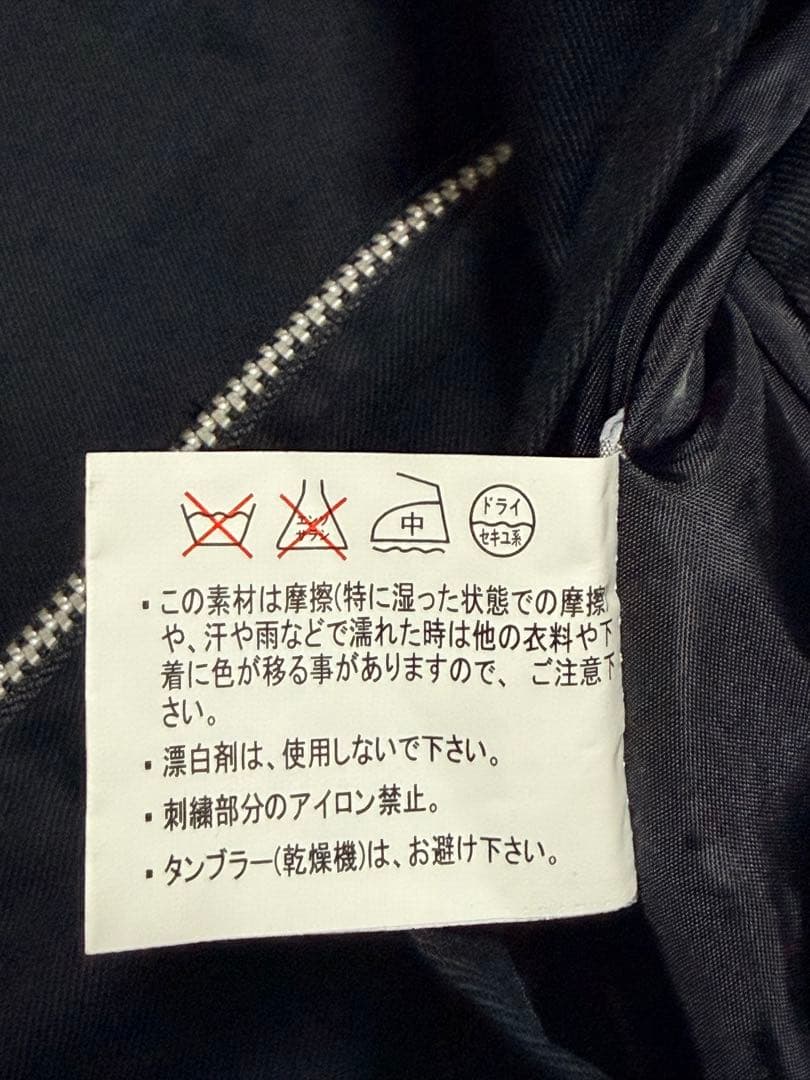 エンソ
サラシ
中
ドライ
セキユ系
・この素材は摩擦(特に湿った状態での摩擦)
や、汗や雨などで濡れた時は他の衣料や下
着に色が移る事がありますので、ご注意下
さい。
・漂白剤は、使用しないで下さい。
・刺繍部分のアイロン禁止。
・タンブラー(乾燥機)は、お避け下さい。